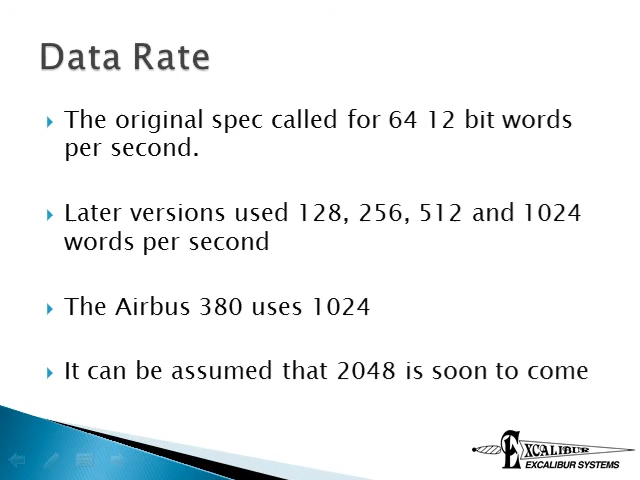 Data Rate
The original spec called for 64 12 bit words
per second.
Later versions used 128, 256, 512 and 1024
words per second
The Airbus 380 uses 1024
It can be assumed that 2048 is soon to come
EXCALIBUR
EXCALIBUR SYSTEMS